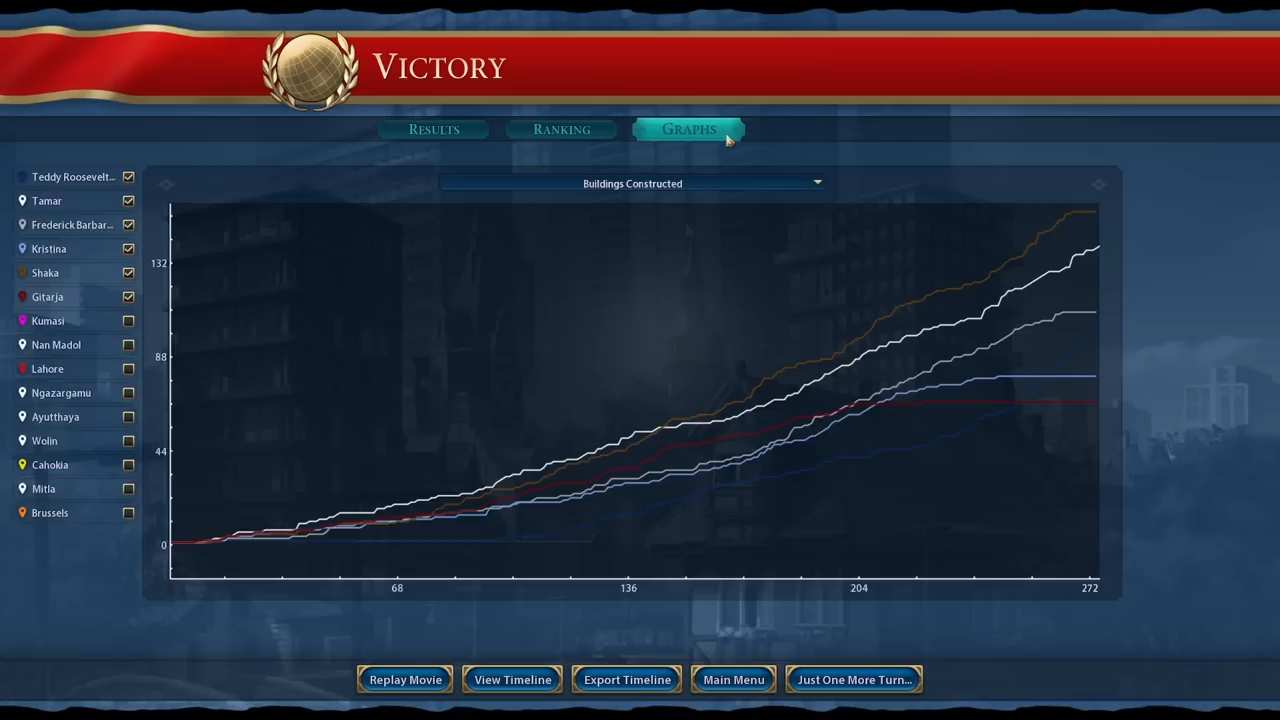 VICTORY
RESULTS
RANKING
GRAPHS
Teddy Roosevelt...
Tamar
Frederick Barbar...
Kristina
Shaka
Gitarja
Kumasi
Nan Madol
Lahore
Ngazargamu
Ayutthaya
Wolin
Cahokia
Mitla
Brussels
Buildings Constructed
132
88
44
0
68
136
204
272
Replay Movie
View Timeline
Export Timeline
Main Menu
Just One More Turn...